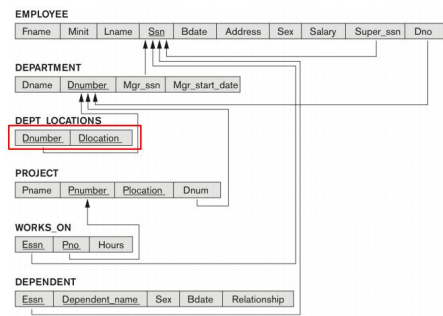 EMPLOYEE
Fname Minit Lname Ssn Bdate Address Sex Salary Super_ssn Dno
DEPARTMENT
Dname Dnumber Mgr_ssn Mgr_start_date
DEPT_LOCATIONS
Dnumber Dlocation
PROJECT
Pname Pnumber Plocation Dnum
WORKS_ON
Essn Pno Hours
DEPENDENT
Essn Dependent_name Sex Bdate Relationship